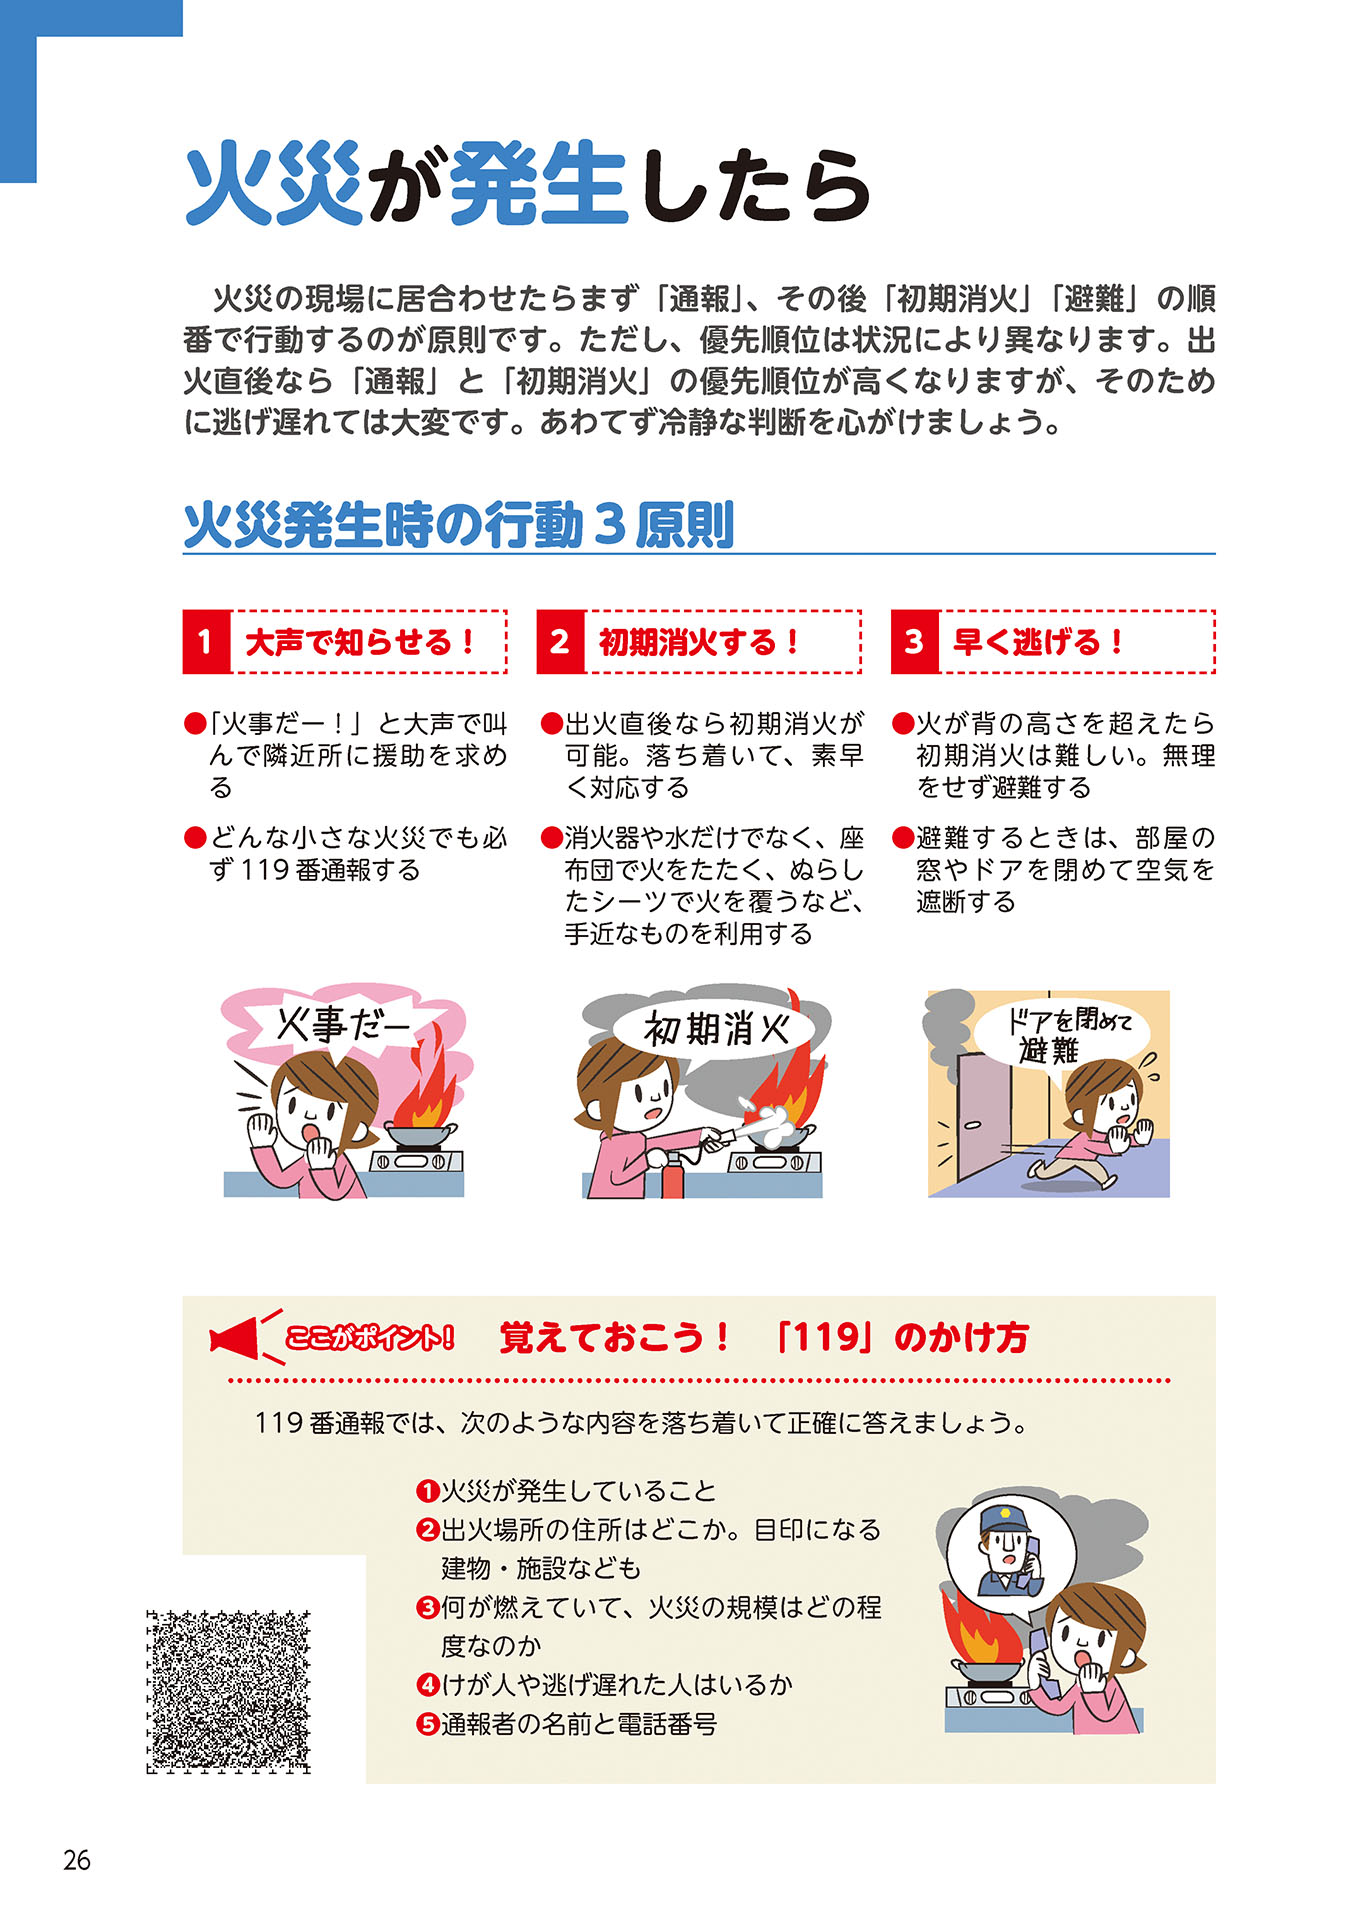 火災が発生したら
火災の現場に居合わせたらまず「通報」、その後「初期消火」「避難」の順
番で行動するのが原則です。ただし、優先順位は状況により異なります。出
火直後なら「通報」と「初期消火」の優先順位が高くなりますが、そのため
に逃げ遅れては大変です。あわてず冷静な判断を心がけましょう。
火災発生時の行動3原則
1 大声で知らせる！
●「火事だー！」と大声で叫
んで隣近所に援助を求め
る
●どんな小さな火災でも必
ず119番通報する
火事だー
2 初期消火する！
●出火直後なら初期消火が
可能。落ち着いて、素早
く対応する
●消火器や水だけでなく、座
布団で火をたたく、ぬらし
たシーツで火を覆うなど、
手近なものを利用する
初期消火
3 早く逃げる！
●火が背の高さを超えたら
初期消火は難しい。無理
をせず避難する
●避難するときは、部屋の
窓やドアを閉めて空気を
遮断する
ドアを閉めて
避難
ここがポイント！ 覚えておこう！ 「119」のかけ方
119番通報では、次のような内容を落ち着いて正確に答えましょう。
❶火災が発生していること
❷出火場所の住所はどこか。目印になる
建物・施設なども
❸何が燃えていて、火災の規模はどの程
度なのか
❹けが人や逃げ遅れた人はいるか
❺通報者の名前と電話番号
26